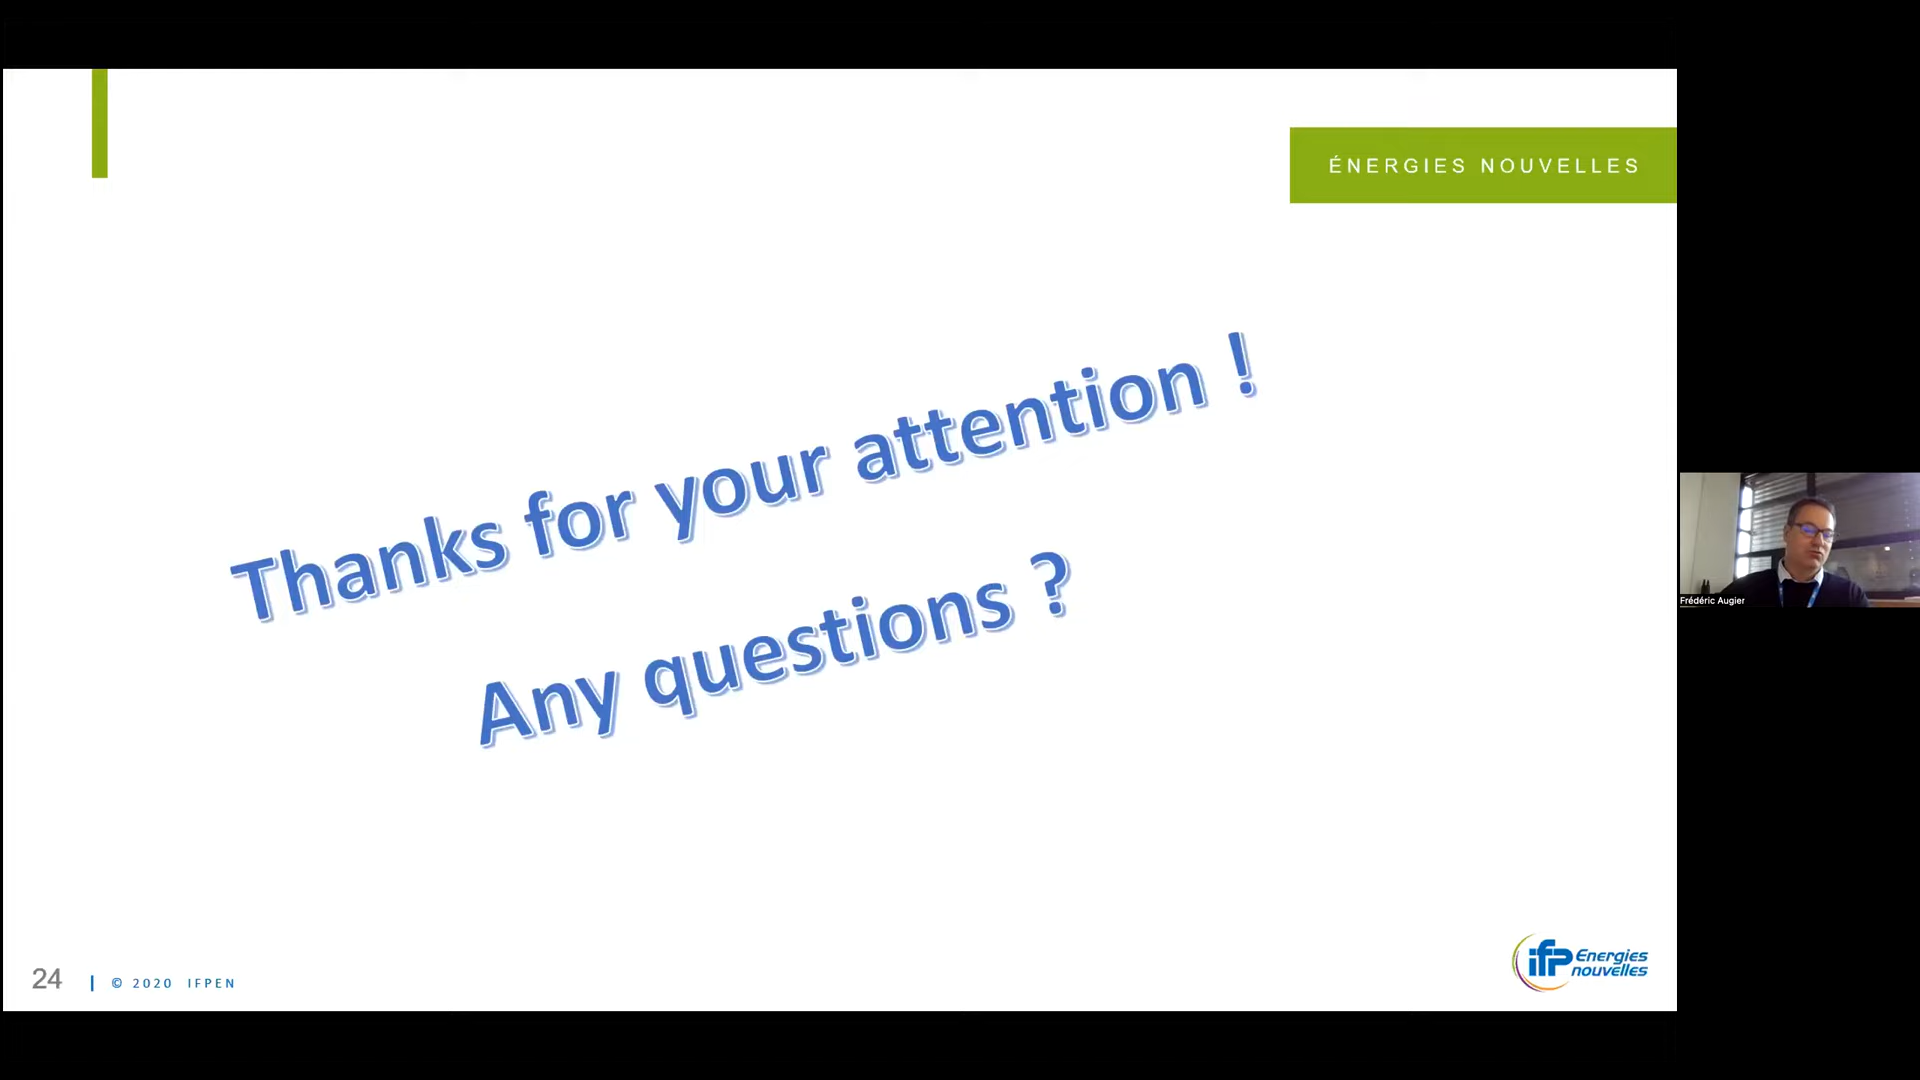 ÉNERGIES NOUVELLES
Thanks for your attention !
Any questions ?
Frédéric Augier
24 | © 2020 IFPEN
ifp Energies
nouvelles